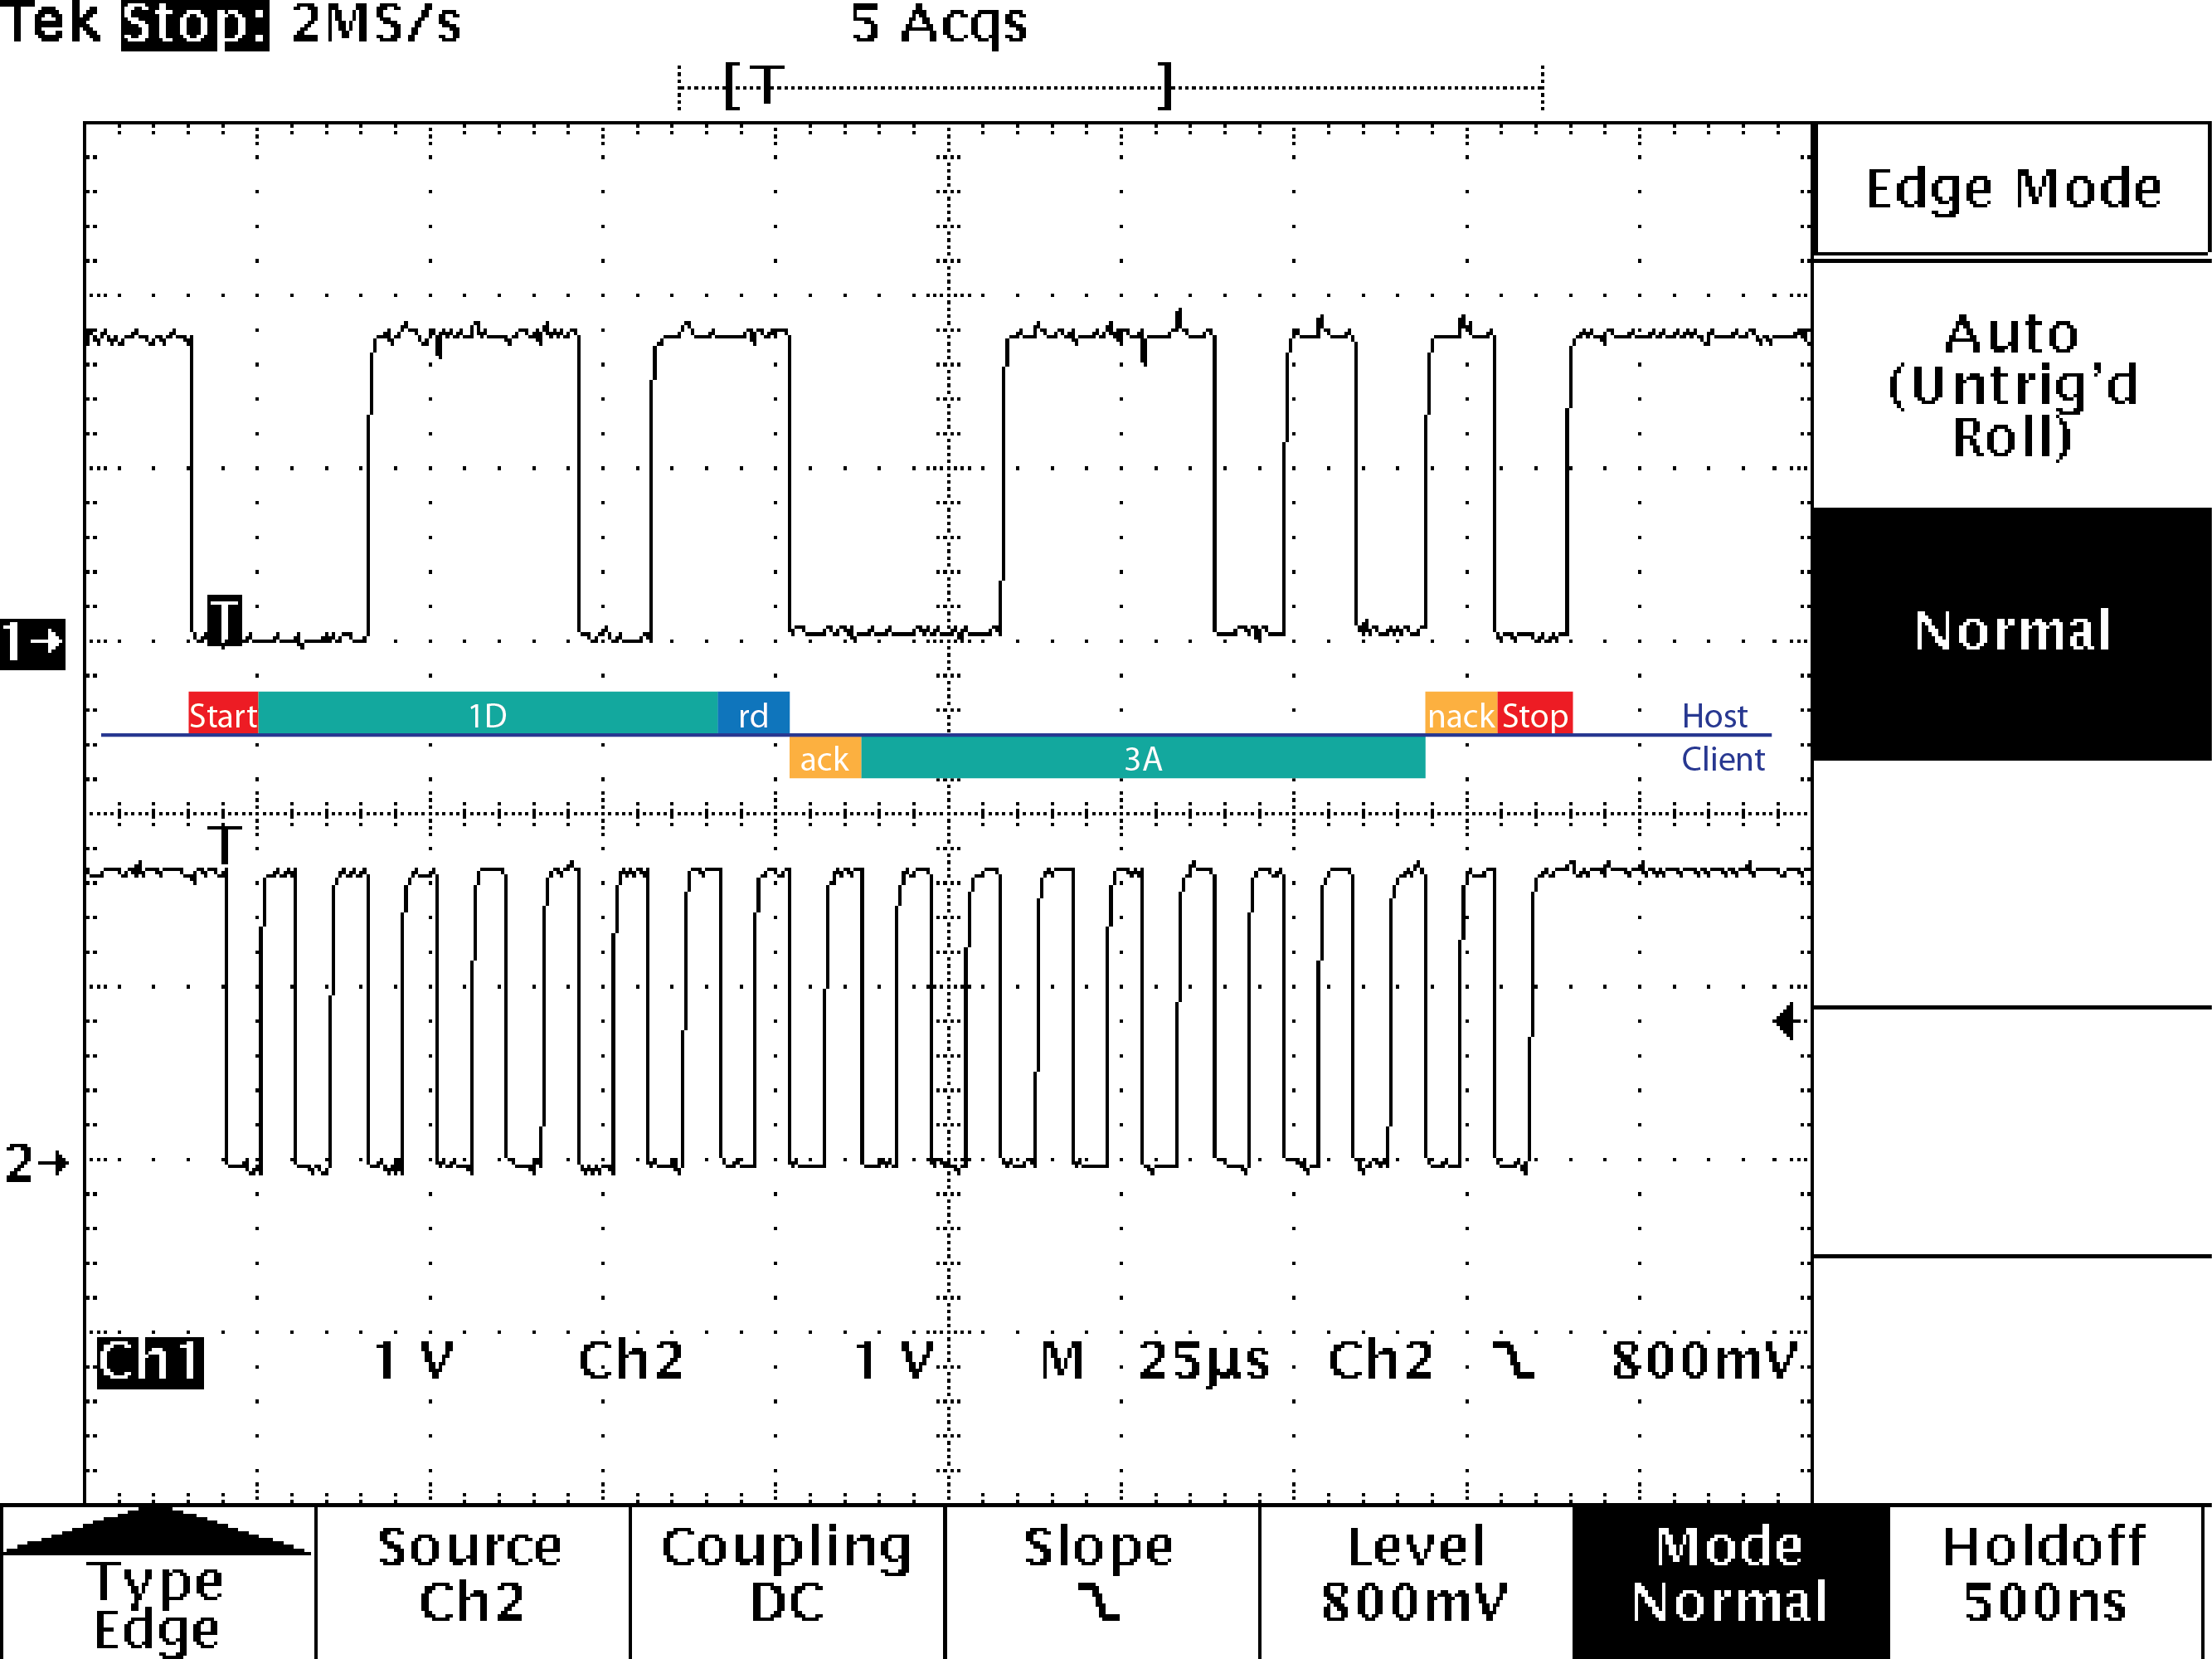 Tek Stop: 2MS/s 5 Acqs
[T ]
Edge Mode
Auto
(Untrig'd
Roll)
T
1→
Normal
Start 1D rd nack Stop Host
ack 3A Client
T
2→
Ch1 1 V Ch2 1 V M 25µs Ch2 800mV
Type
Edge
Source
Ch2
Coupling
DC
Slope
Level
800mV
Mode
Normal
Holdoff
500ns